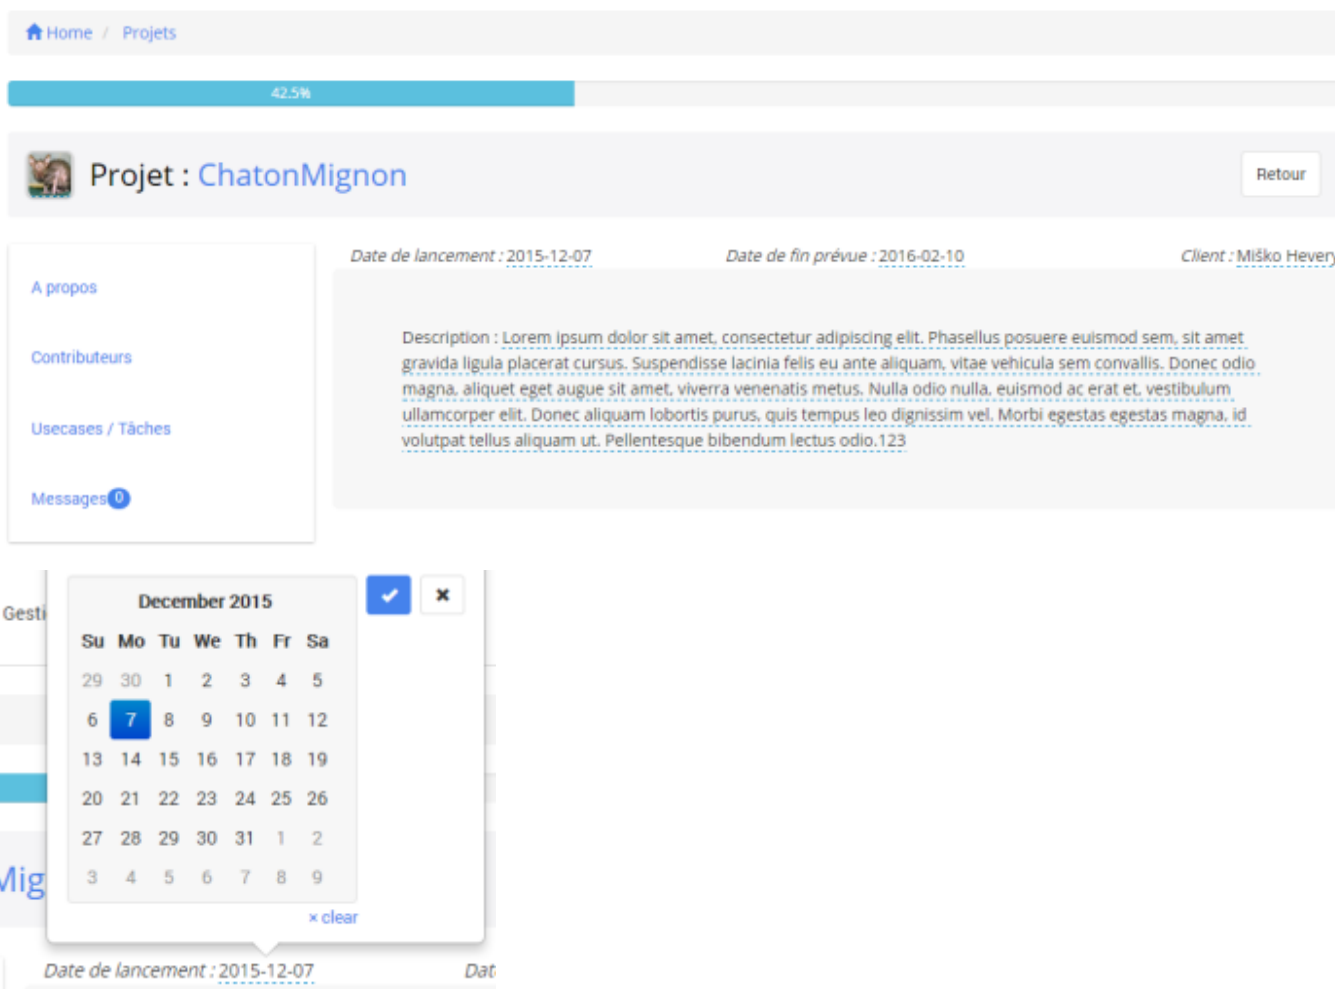 Home / Projets
42.5%
Projet : ChatonMignon
Retour
A propos
Contributeurs
Usecases / Tâches
Messages 0
Date de lancement : 2015-12-07 Date de fin prévue : 2016-02-10 Client : Miško Hevery
Description : Lorem ipsum dolor sit amet, consectetur adipiscing elit. Phasellus posuere euismod sem, sit amet
gravida ligula placerat cursus. Suspendisse lacinia felis eu ante aliquam, vitae vehicula sem convallis. Donec odio
magna, aliquet eget augue sit amet, viverra venenatis metus. Nulla odio nulla, euismod ac erat et, vestibulum
ullamcorper elit. Donec aliquam lobortis purus, quis tempus leo dignissim vel. Morbi egestas egestas magna, id
volutpat tellus aliquam ut. Pellentesque bibendum lectus odio.123
Gesti
December 2015
Su Mo Tu We Th Fr Sa
29 30 1 2 3 4 5
6 7 8 9 10 11 12
13 14 15 16 17 18 19
20 21 22 23 24 25 26
27 28 29 30 31 1 2
3 4 5 6 7 8 9
× clear
Mig
Date de lancement : 2015-12-07 Dat